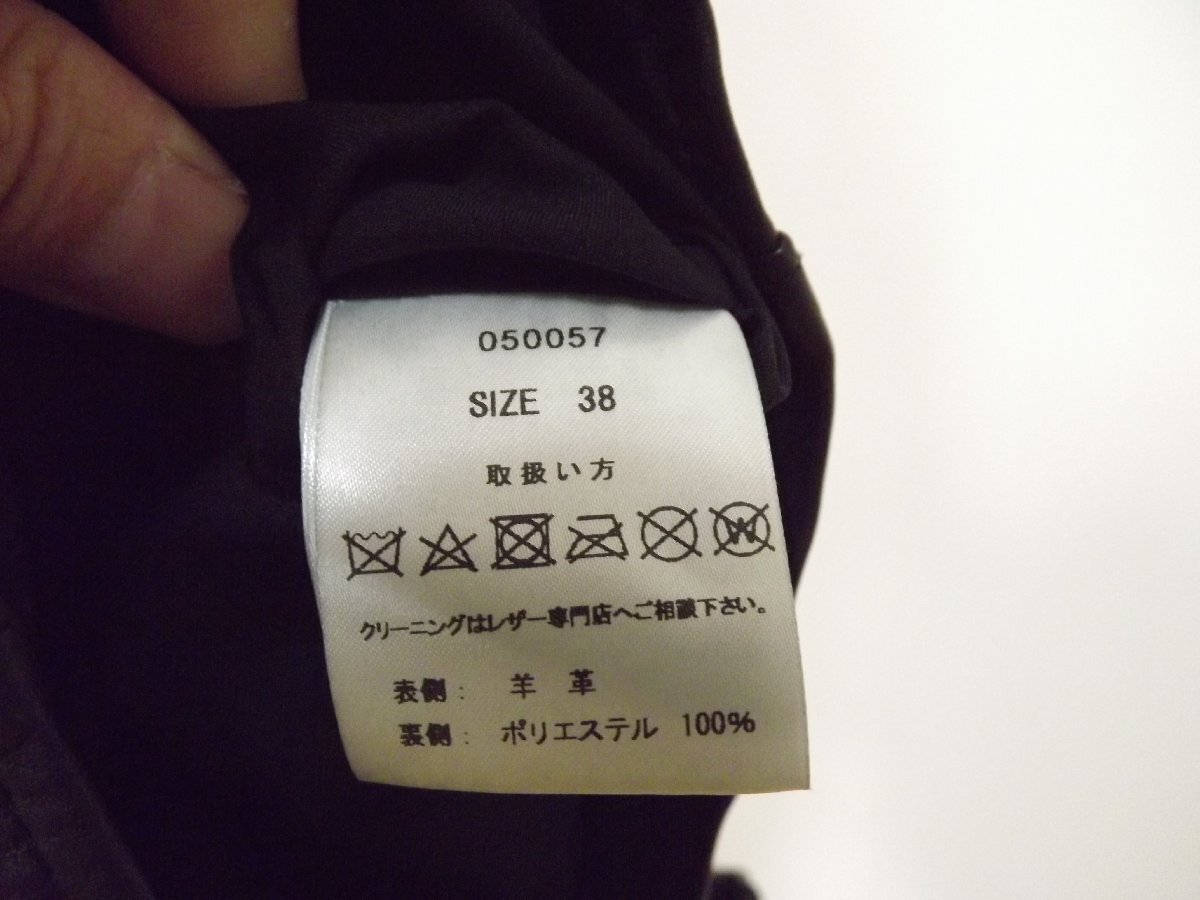 050057
SIZE 38
取扱い方
W
クリーニングはレザー専門店へご相談下さい。
表側： 羊 革
裏側： ポリエステル 100%